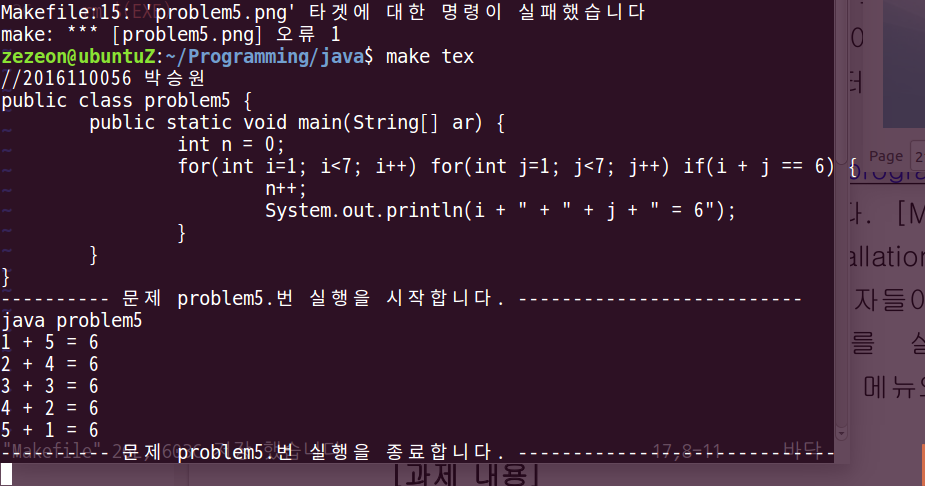 Makefile:15: 'problem5.png' 타겟에 대한 명령이 실패했습니다
make: *** [problem5.png] 오류 1
zezeon@ubuntuZ:~/Programming/java$ make tex
//2016110056 박승원
public class problem5 {
public static void main(String[] ar) {
int n = 0;
for(int i=1; i<7; i++) for(int j=1; j<7; j++) if(i + j == 6) {
n++;
System.out.println(i + " + " + j + " = 6");
}
}
}
---------- 문제 problem5.번 실행을 시작합니다. --------------------------
java problem5
1 + 5 = 6
2 + 4 = 6
3 + 3 = 6
4 + 2 = 6
5 + 1 = 6
---------- 문제 problem5.번 실행을 종료합니다. -----------------------------
"Makefile"
17,8-11
바닥
Page 2
allation
자들이
를 실
메뉴
[과제 내용]